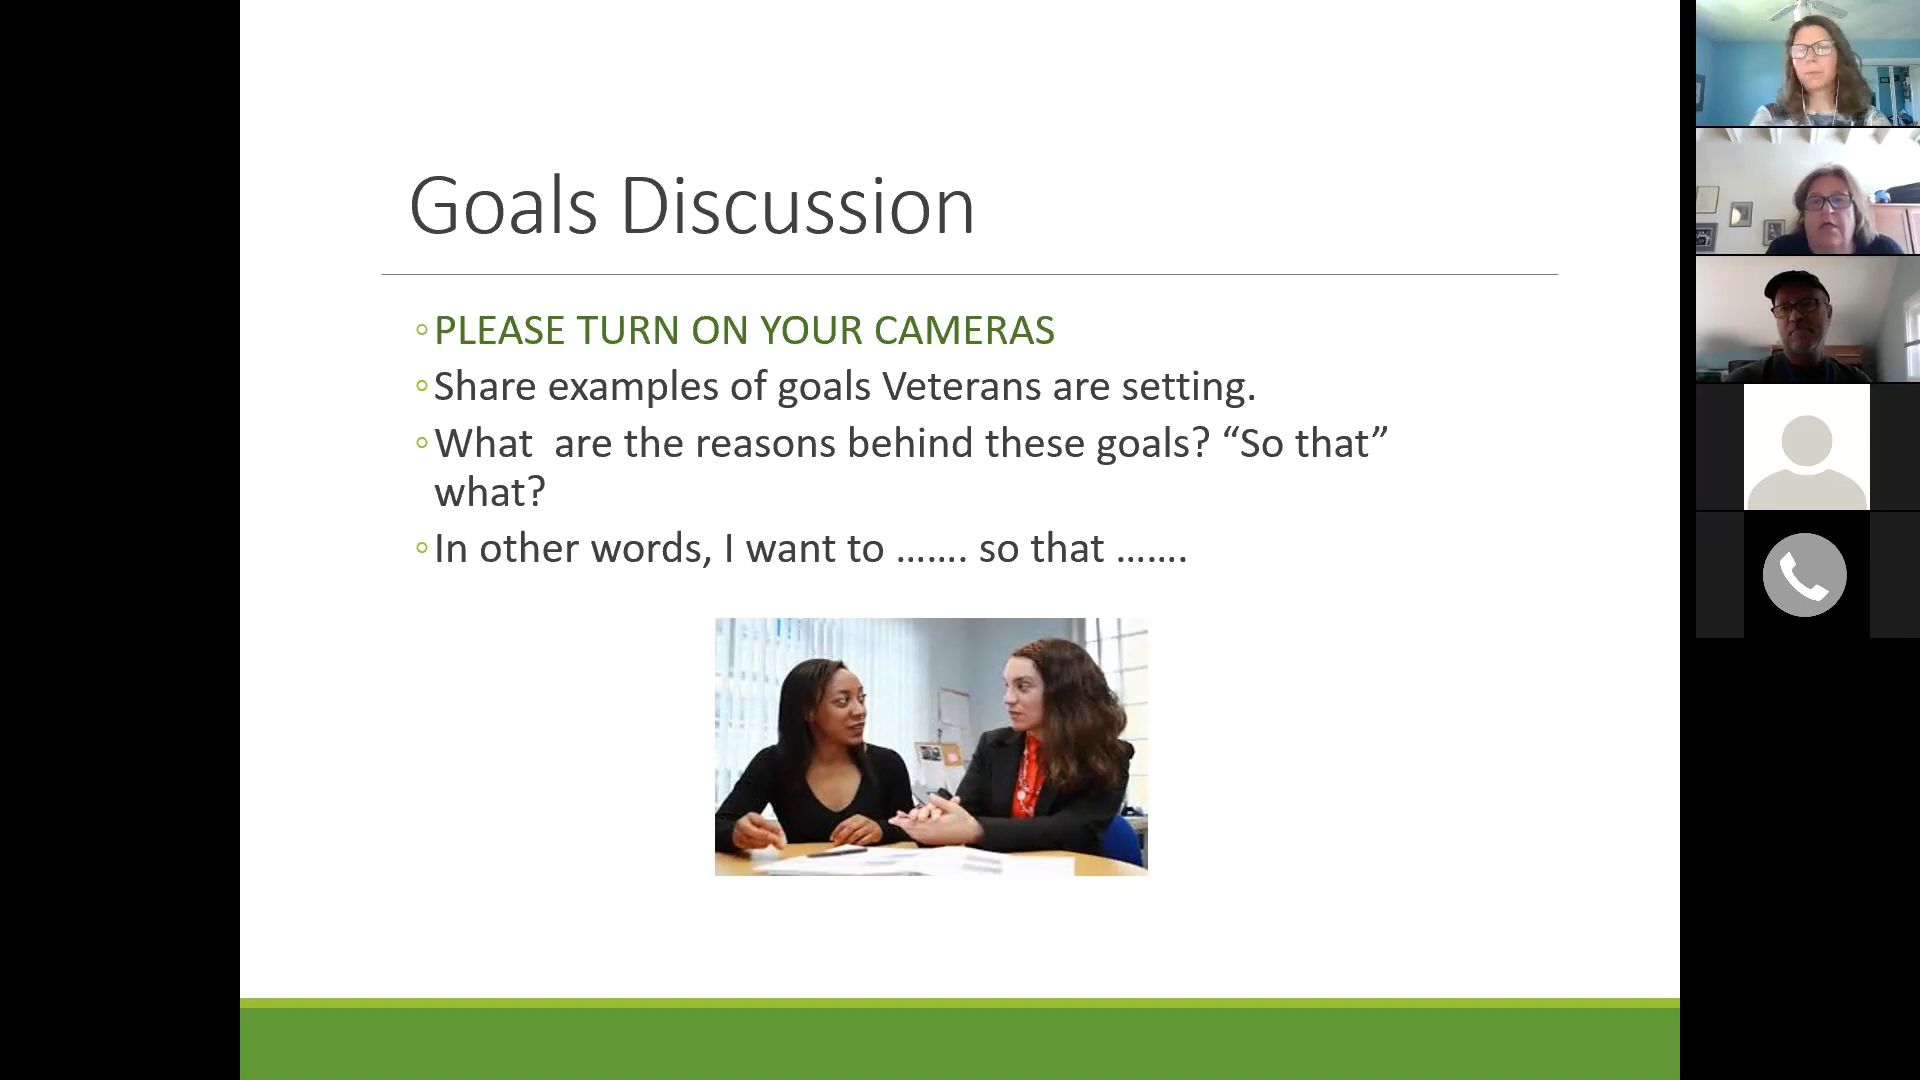 Goals Discussion
PLEASE TURN ON YOUR CAMERAS
Share examples of goals Veterans are setting.
What  are the reasons behind these goals? “So that”
what?
In other words, I want to ……. so that …….